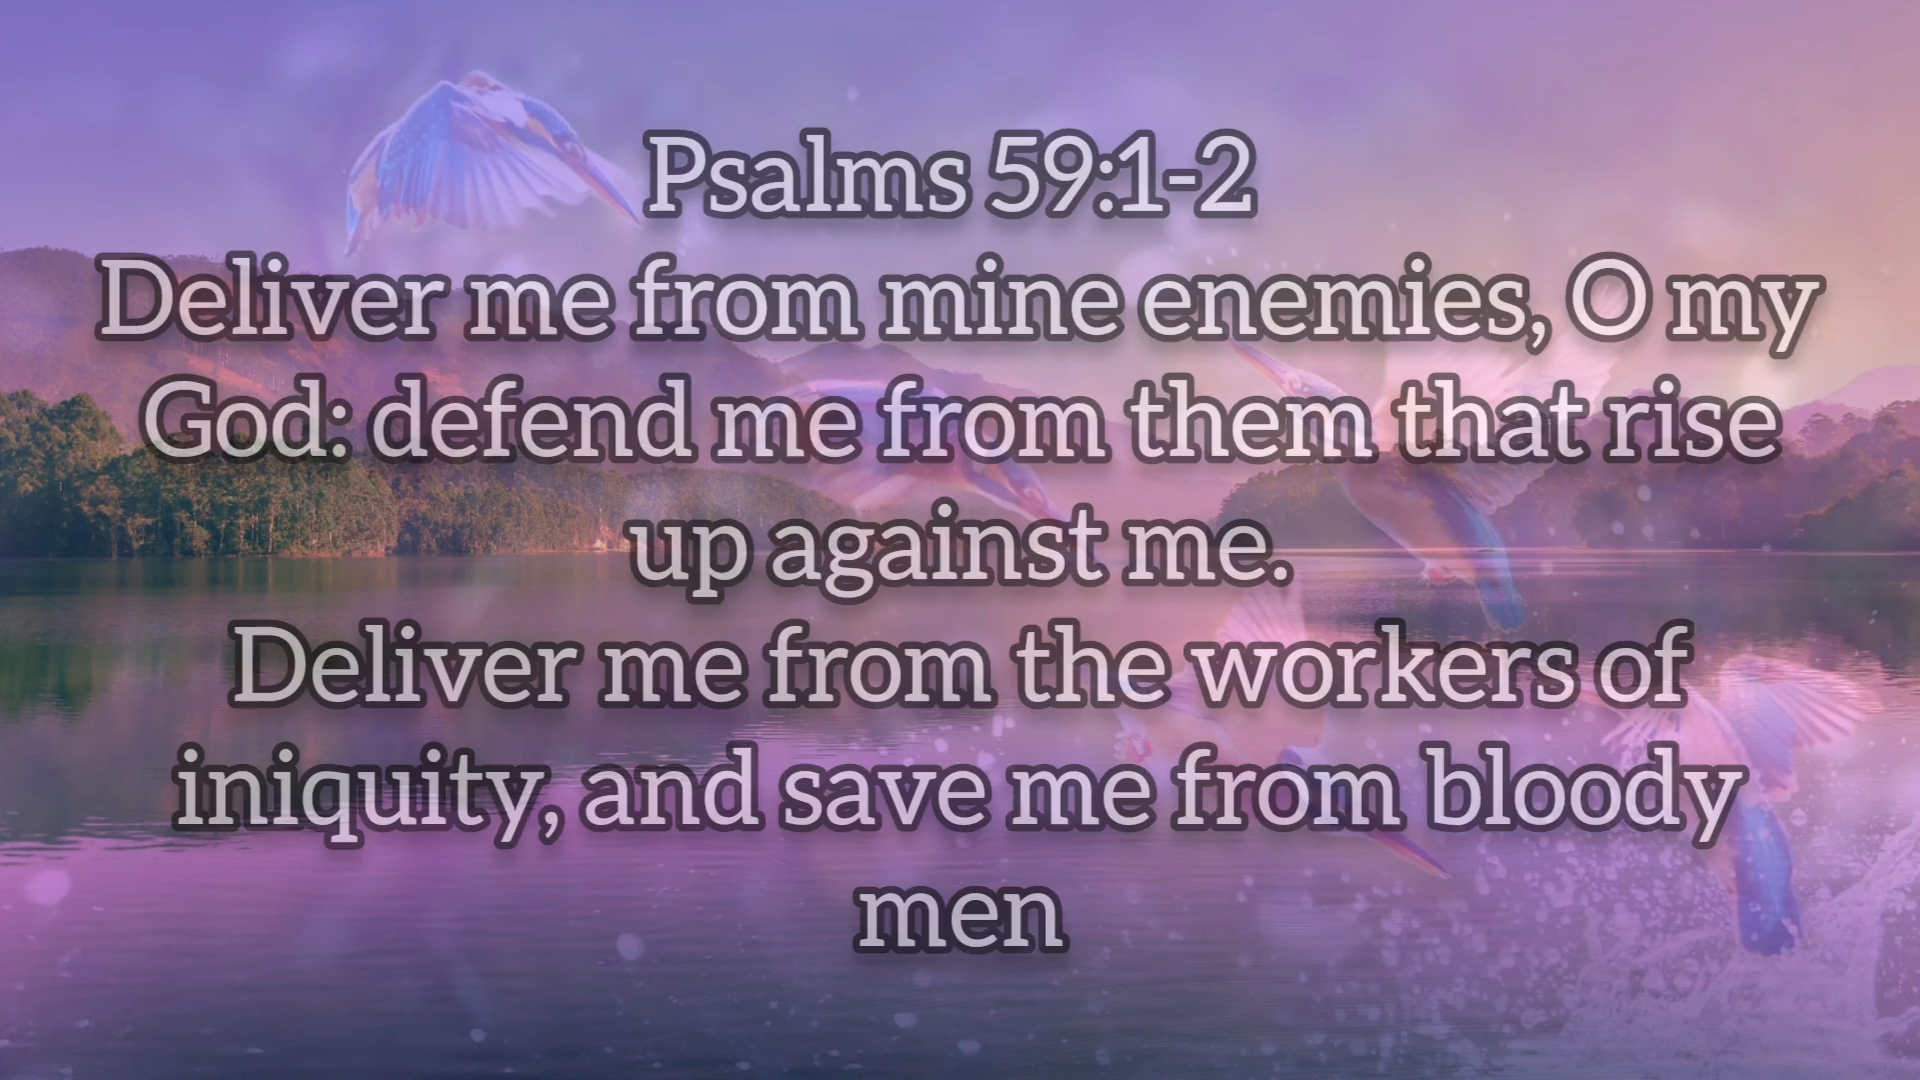 Psalms 59:1-2
Deliver me from mine enemies, O my
God: defend me from them that rise
up against me.
Deliver me from the workers of
iniquity, and save me from bloody
men